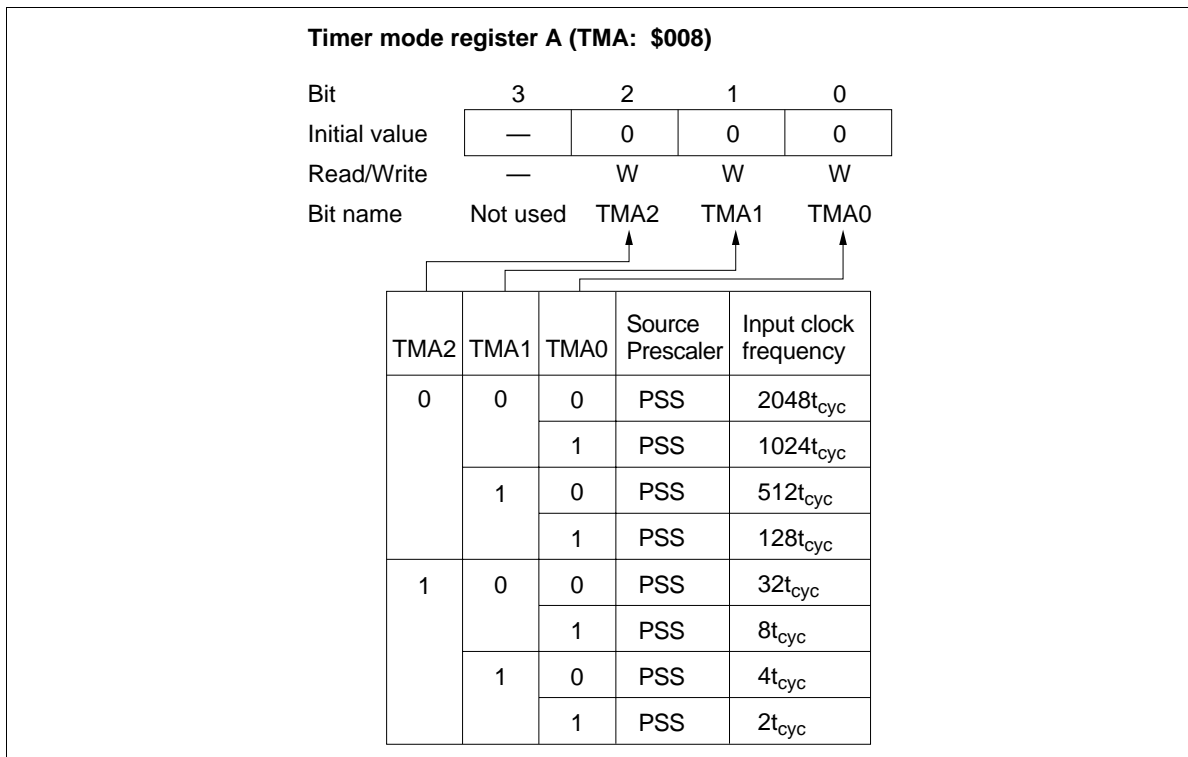 Timer mode register A (TMA: $008)
Bit 3 2 1 0
Initial value — 0 0 0
Read/Write — W W W
Bit name Not used TMA2 TMA1 TMA0
TMA2 TMA1 TMA0 Source Prescaler Input clock frequency
0 0 0 PSS 2048tcyc
1 PSS 1024tcyc
1 0 PSS 512tcyc
1 PSS 128tcyc
1 0 0 PSS 32tcyc
1 PSS 8tcyc
1 0 PSS 4tcyc
1 PSS 2tcyc